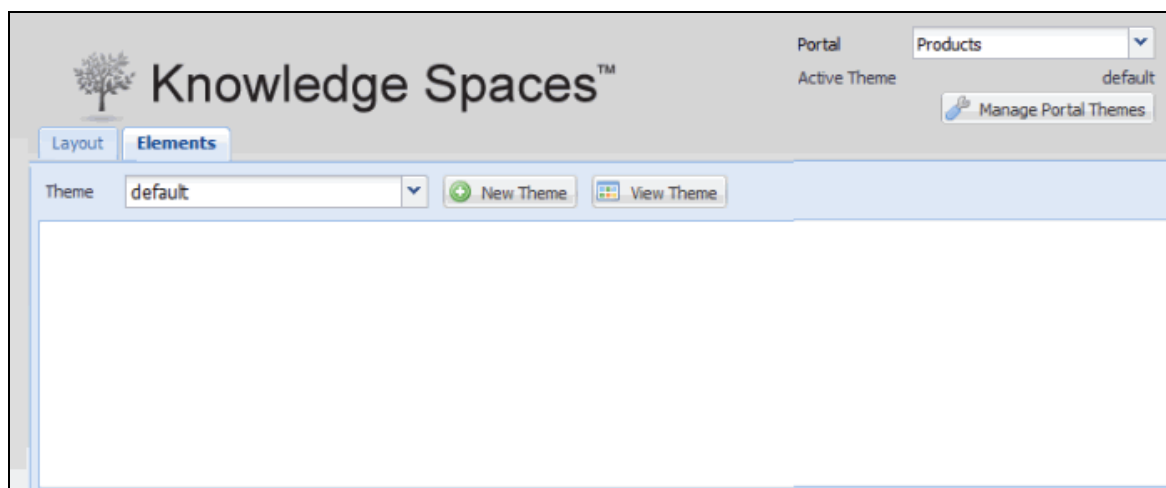 Knowledge Spaces™
Portal Products
Active Theme default
Manage Portal Themes
Layout Elements
Theme default New Theme View Theme